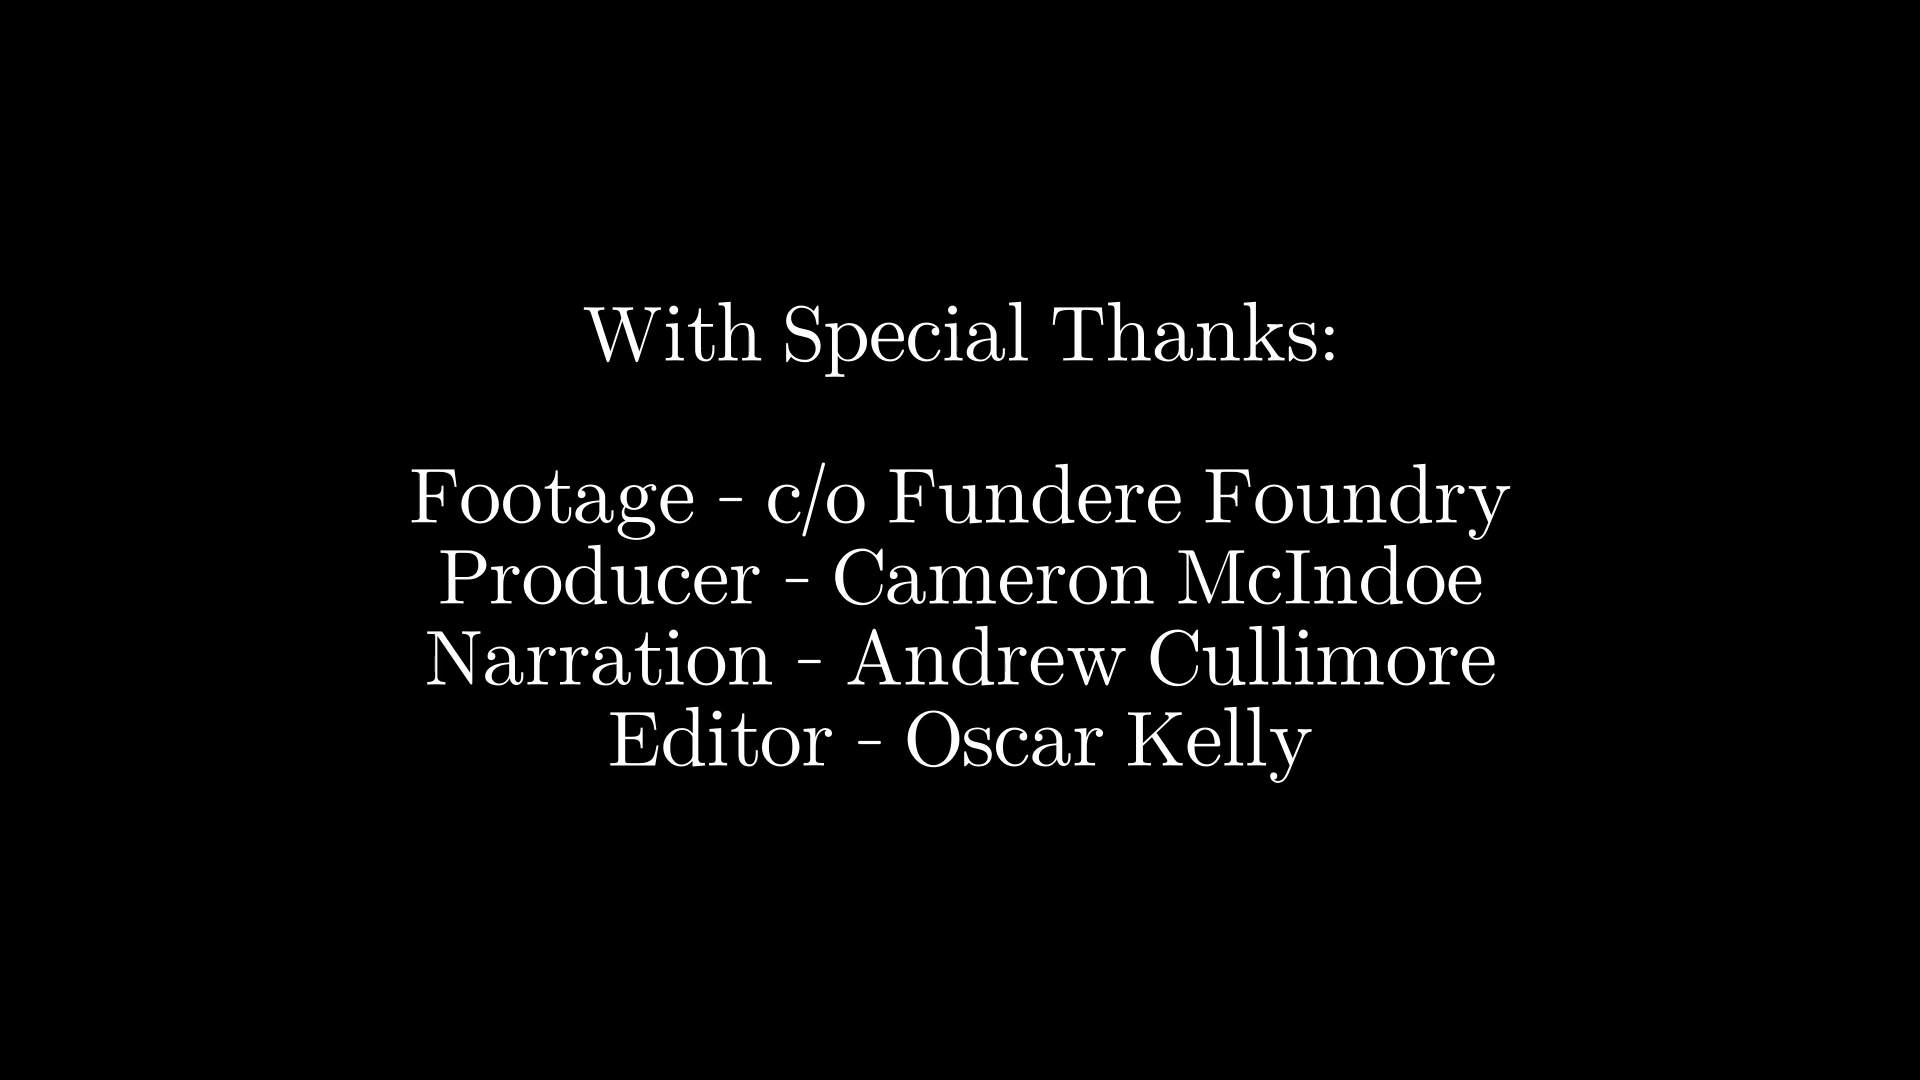 With Special Thanks:
Footage - c/o Fundere Foundry
Producer - Cameron McIndoe
Narration - Andrew Cullimore
Editor - Oscar Kelly